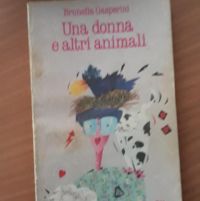 Brunella Gasperini
Una donna
e altri animali